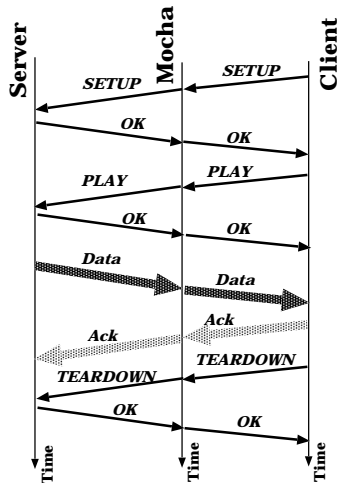 Server
Mocha
Client
SETUP
SETUP
OK
OK
PLAY
PLAY
OK
OK
Data
Data
Ack
Ack
TEARDOWN
TEARDOWN
OK
OK
Time
Time
Time